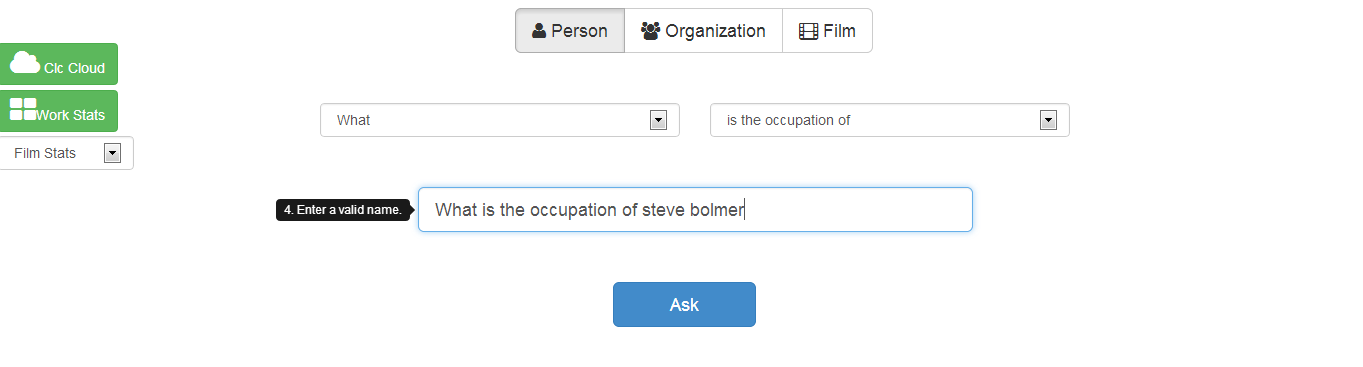 Person Organization Film
Clc Cloud
Work Stats
Film Stats
What is the occupation of
4. Enter a valid name. What is the occupation of steve bolmer
Ask